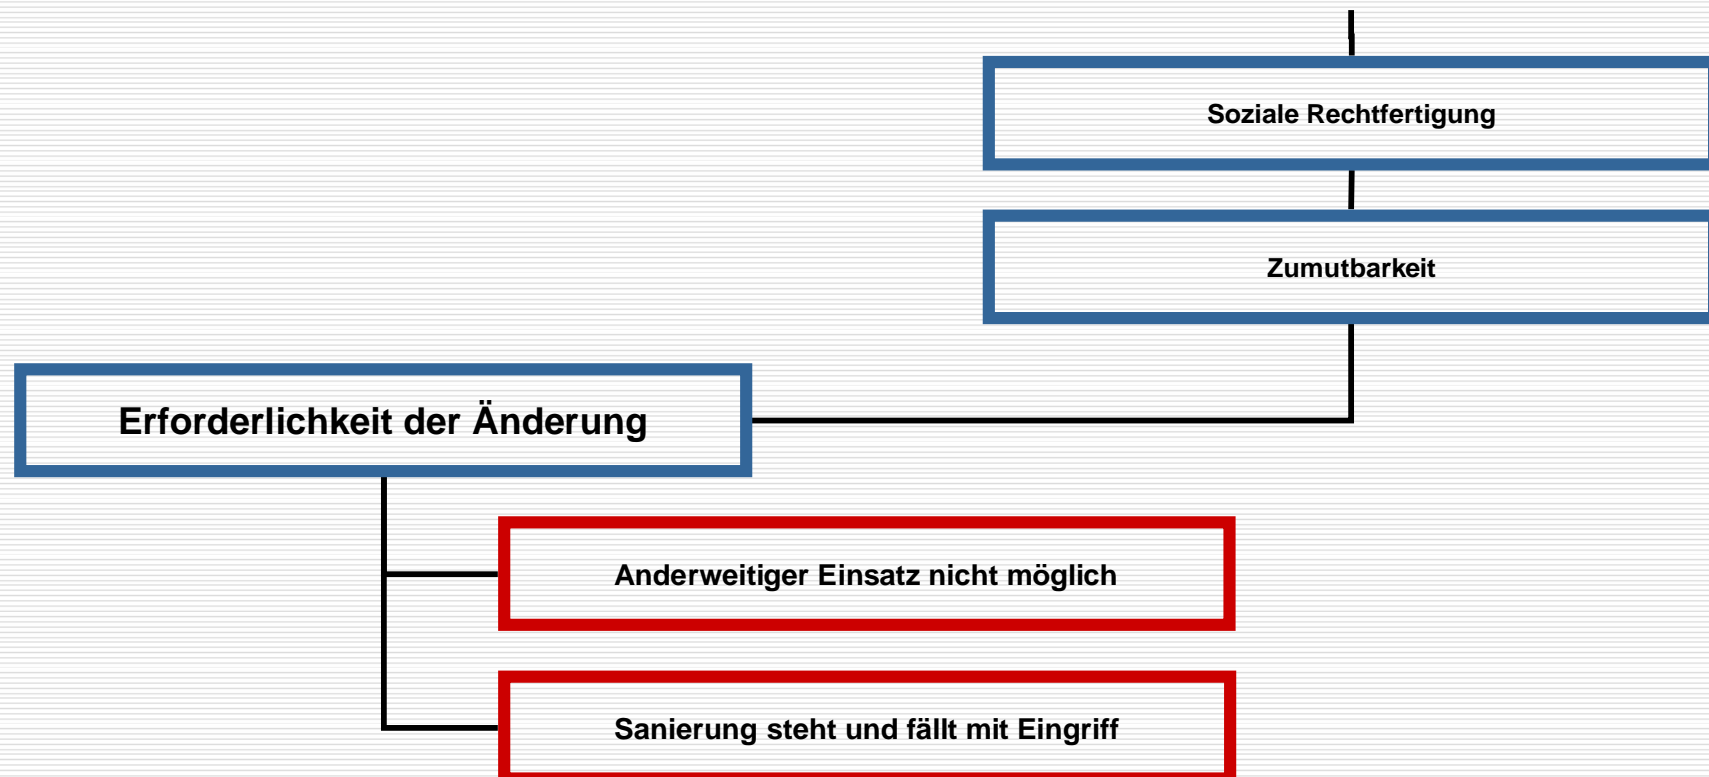 Soziale Rechtfertigung
Zumutbarkeit
Erforderlichkeit der Änderung
Anderweitiger Einsatz nicht möglich
Sanierung steht und fällt mit Eingriff